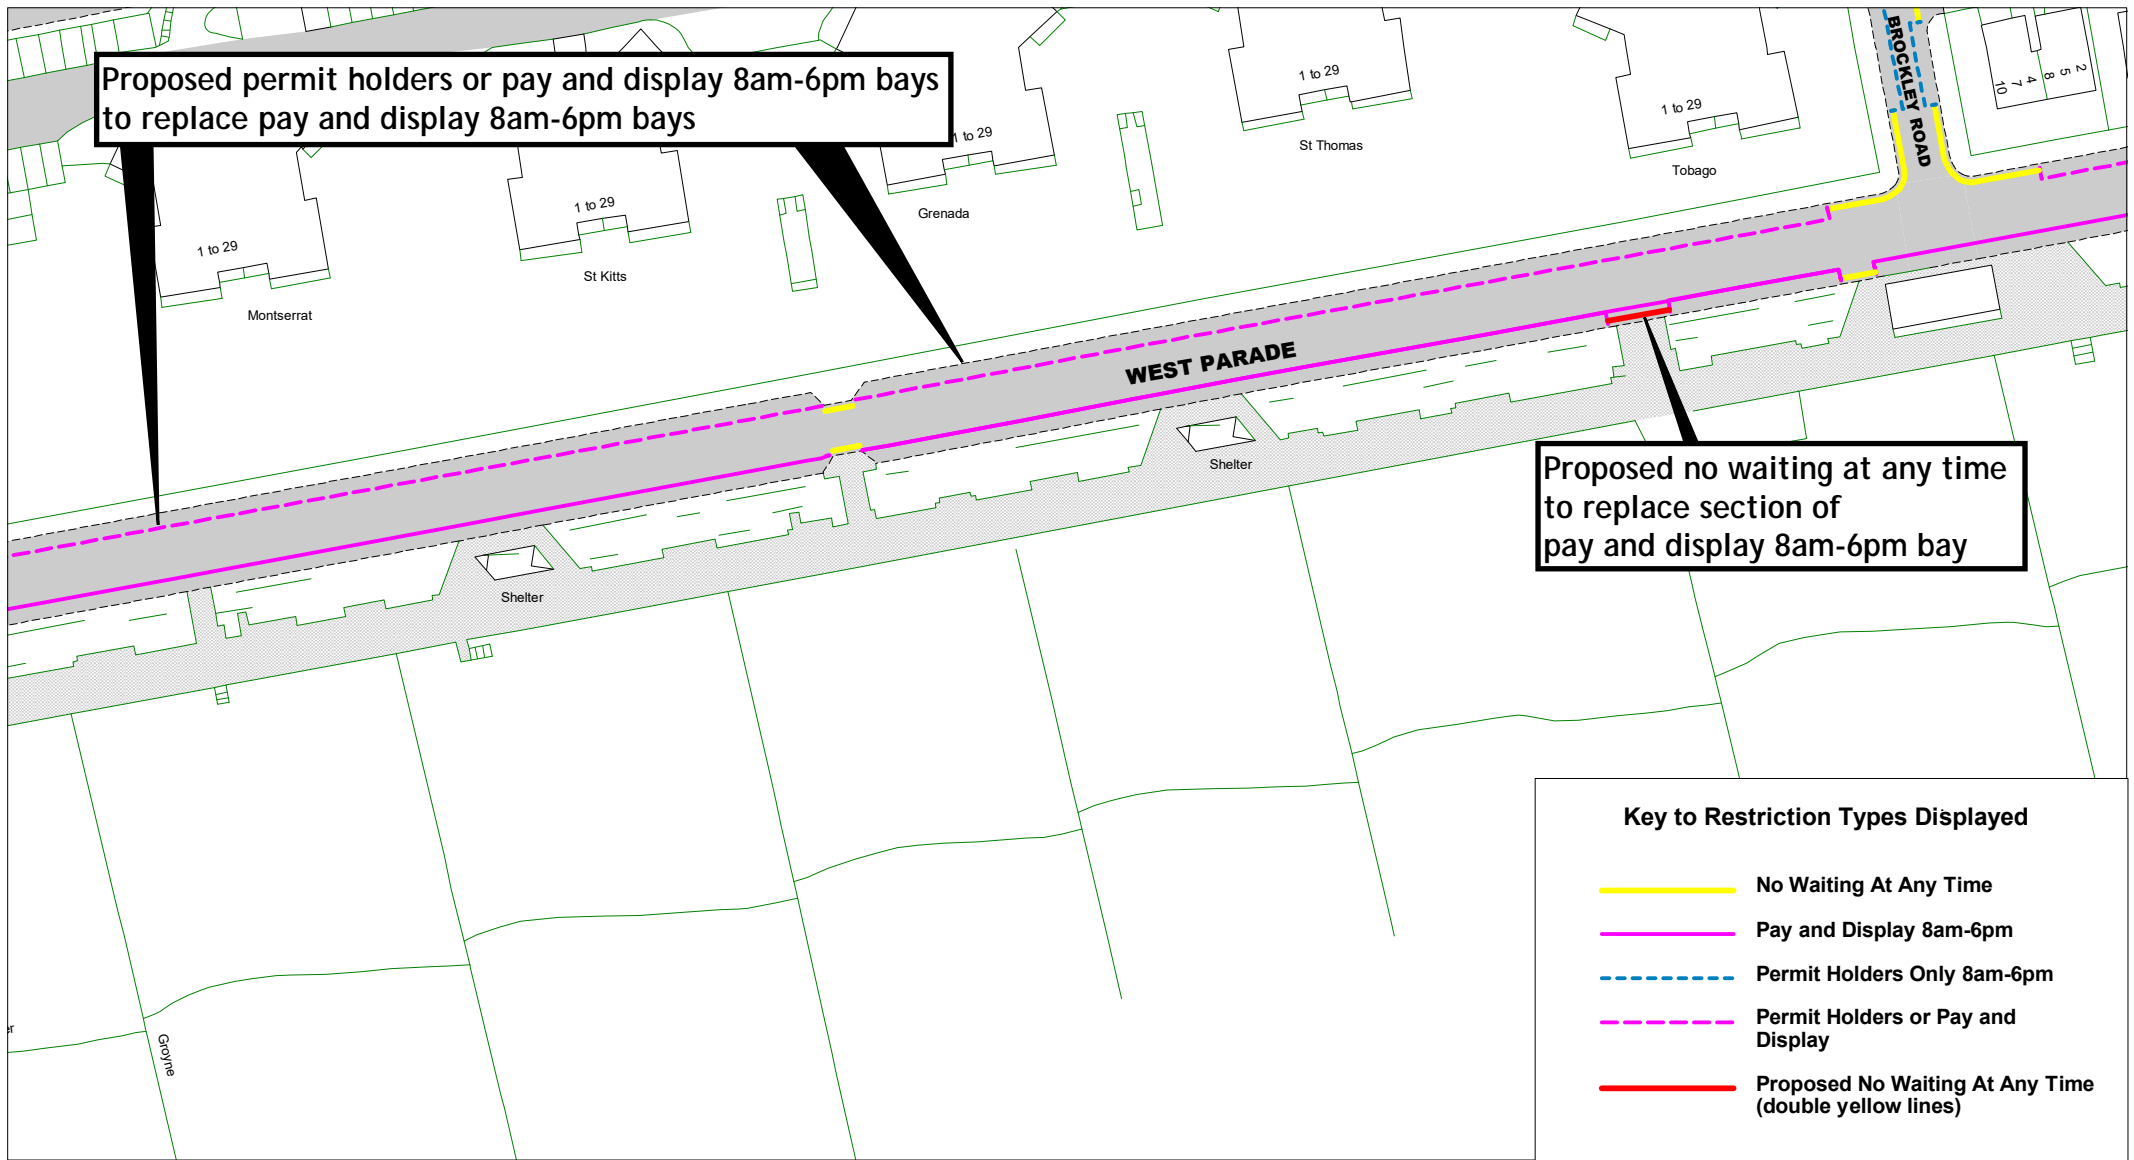 Proposed permit holders or pay and display 8am-6pm bays
to replace pay and display 8am-6pm bays
BROCKLEY ROAD
10
7
4
8
5
2
1 to 29
St Thomas
1 to 29
Tobago
1 to 29
Grenada
1 to 29
St Kitts
1 to 29
Montserrat
WEST PARADE
Shelter
Shelter
Proposed no waiting at any time
to replace section of
pay and display 8am-6pm bay
Groyne
Key to Restriction Types Displayed
No Waiting At Any Time
Pay and Display 8am-6pm
Permit Holders Only 8am-6pm
Permit Holders or Pay and
Display
Proposed No Waiting At Any Time
(double yellow lines)